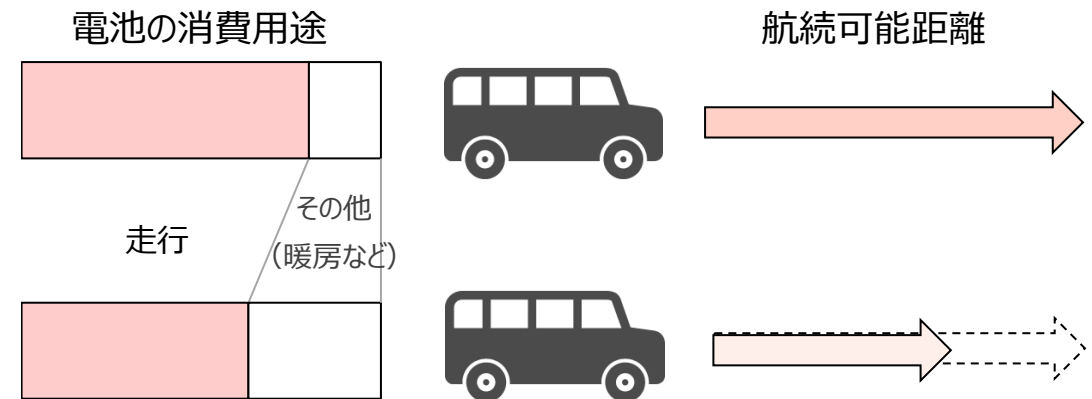 電池の消費用途
航続可能距離
その他
走行
（暖房など）